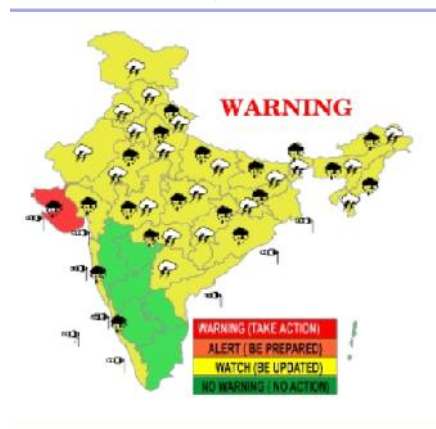 WARNING
WARNING (TAKE ACTION)
ALERT ( BE PREPARED)
WATCH (BE UPDATED)
NO WARNING ( NO ACTION)